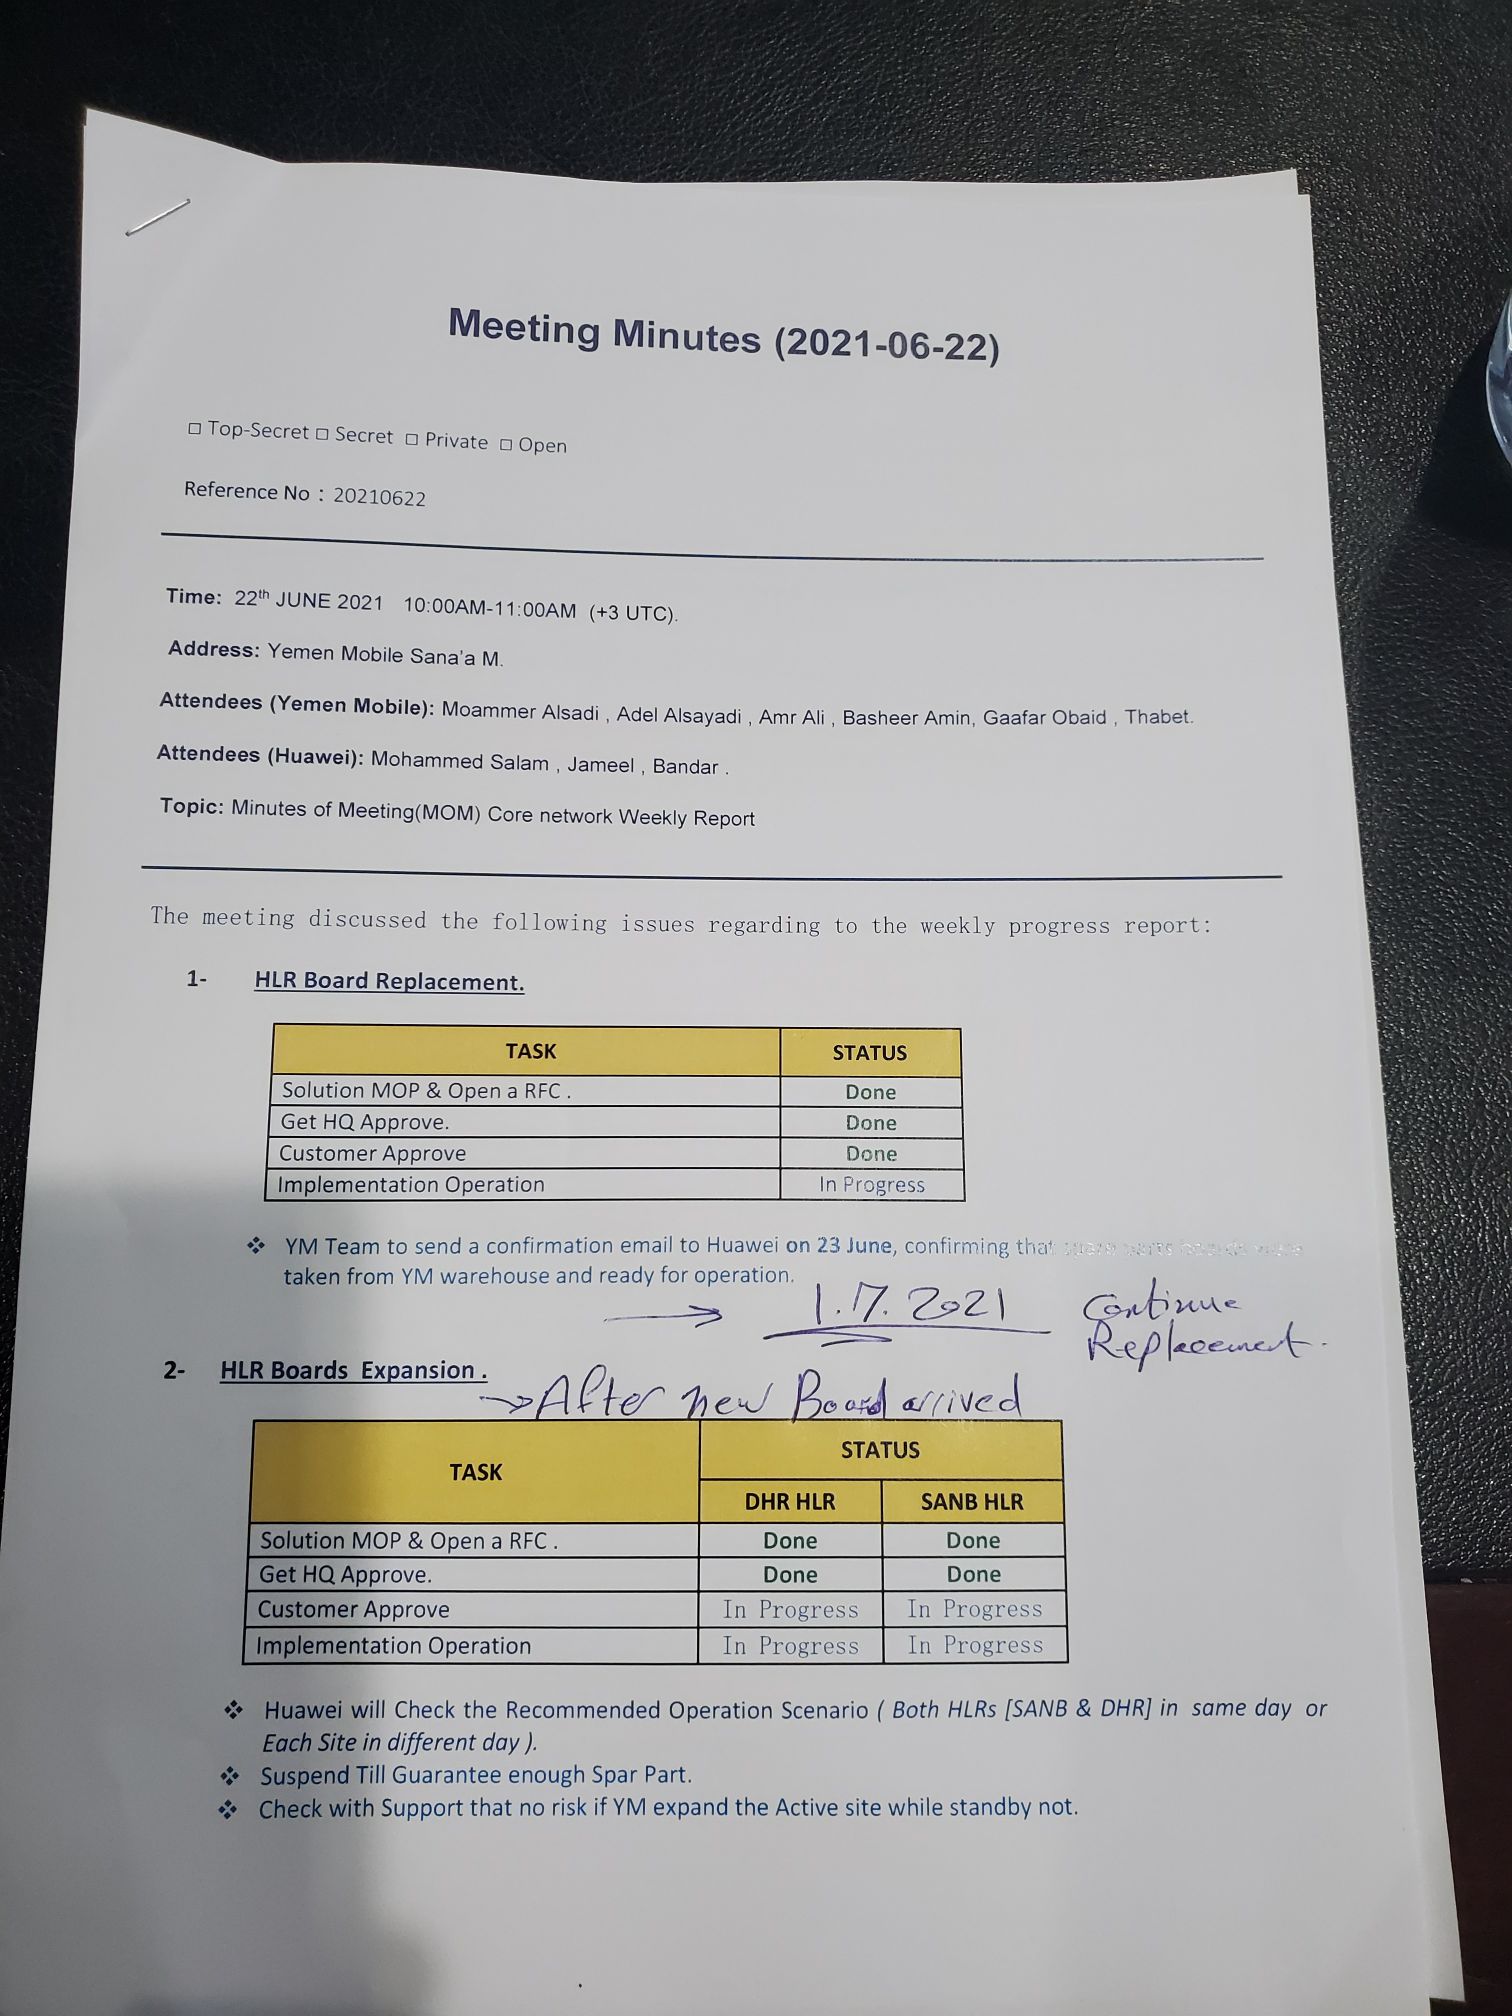 Meeting Minutes (2021-06-22)
□ Top-Secret □ Secret □ Private □ Open
Reference No : 20210622
Time: 22th JUNE 2021 10:00AM-11:00AM (+3 UTC).
Address: Yemen Mobile Sana'a M.
Attendees (Yemen Mobile): Moammer Alsadi , Adel Alsayadi , Amr Ali , Basheer Amin, Gaafar Obaid , Thabet.
Attendees (Huawei): Mohammed Salam , Jameel , Bandar .
Topic: Minutes of Meeting(MOM) Core network Weekly Report
The meeting discussed the following issues regarding to the weekly progress report:
1- HLR Board Replacement.
TASK STATUS
Solution MOP & Open a RFC . Done
Get HQ Approve. Done
Customer Approve Done
Implementation Operation In Progress
❖ YM Team to send a confirmation email to Huawei on 23 June, confirming that
taken from YM warehouse and ready for operation.
→ 1.7.2021 Continue
Replacement.
2- HLR Boards Expansion .
→ After new Board arrived
TASK STATUS
DHR HLR SANB HLR
Solution MOP & Open a RFC . Done Done
Get HQ Approve. Done Done
Customer Approve In Progress In Progress
Implementation Operation In Progress In Progress
❖ Huawei will Check the Recommended Operation Scenario ( Both HLRs [SANB & DHR] in same day or
Each Site in different day ).
❖ Suspend Till Guarantee enough Spar Part.
❖ Check with Support that no risk if YM expand the Active site while standby not.